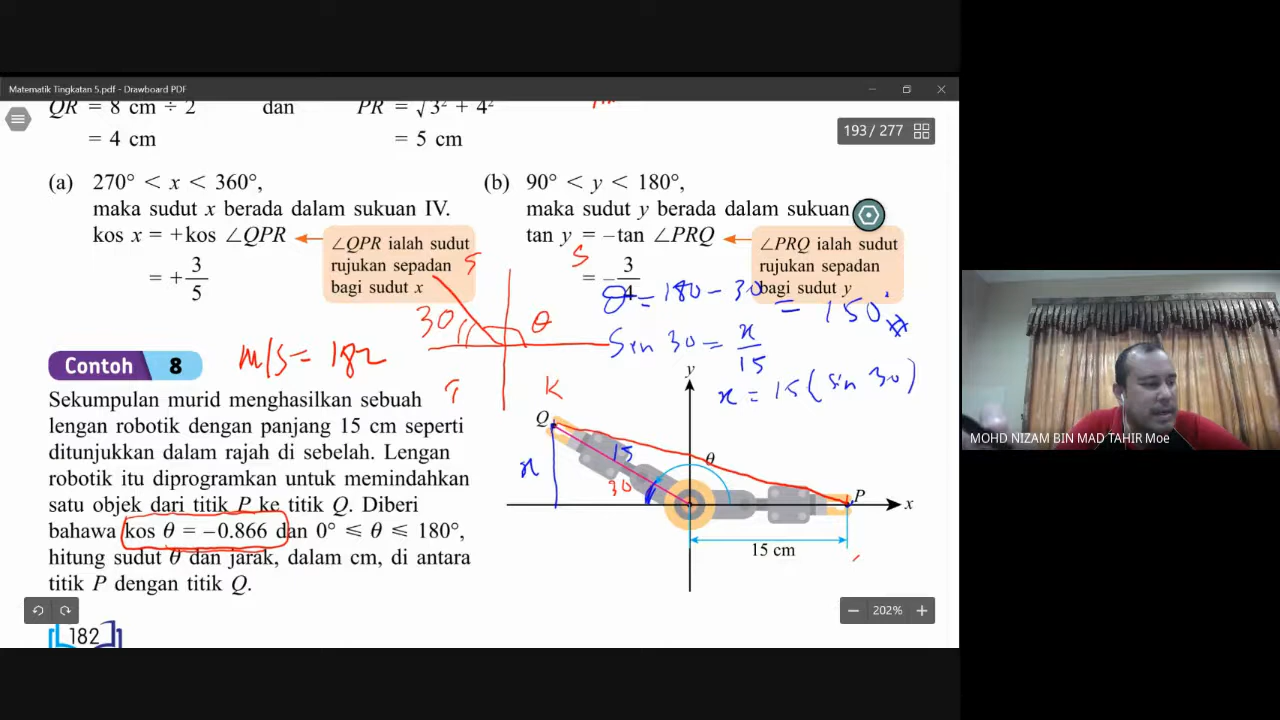 Matematik Tingkatan 5.pdf - Drawboard PDF
193 / 277
QR = 8 cm ÷ 2 dan PR = √3² + 4²
= 4 cm = 5 cm
(a) 270° < x < 360°,
maka sudut x berada dalam sukuan IV.
kos x = +kos ∠QPR
= + 3/5
∠QPR ialah sudut
rujukan sepadan
bagi sudut x
(b) 90° < y < 180°,
maka sudut y berada dalam sukuan
tan y = −tan ∠PRQ
= − 3/4
∠PRQ ialah sudut
rujukan sepadan
bagi sudut y
S
S
30
θ
T
K
θ = 180 − 30 = 150°
Sin 30 = x/15
x = 15 ( sin 30 )
Contoh 8
m/s = 182
Sekumpulan murid menghasilkan sebuah
lengan robotik dengan panjang 15 cm seperti
ditunjukkan dalam rajah di sebelah. Lengan
robotik itu diprogramkan untuk memindahkan
satu objek dari titik P ke titik Q. Diberi
bahawa kos θ = −0.866 dan 0° ⩽ θ ⩽ 180°,
hitung sudut θ dan jarak, dalam cm, di antara
titik P dengan titik Q.
y
Q
x
15
30
θ
P
x
15 cm
202%
182
MOHD NIZAM BIN MAD TAHIR Moe